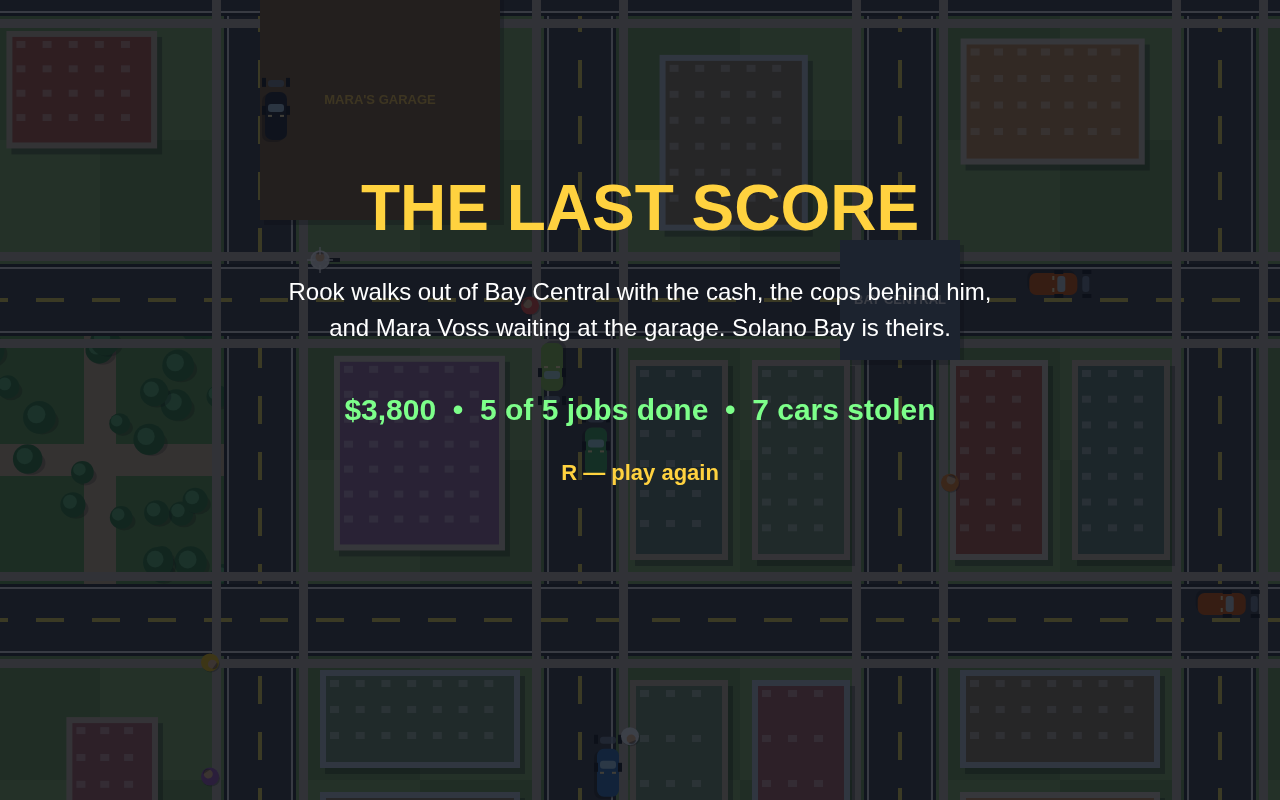 MARA'S GARAGE
THE LAST SCORE
Rook walks out of Bay Central with the cash, the cops behind him,
and Mara Voss waiting at the garage. Solano Bay is theirs.
BAY CENTRAL
$3,800 • 5 of 5 jobs done • 7 cars stolen
R — play again